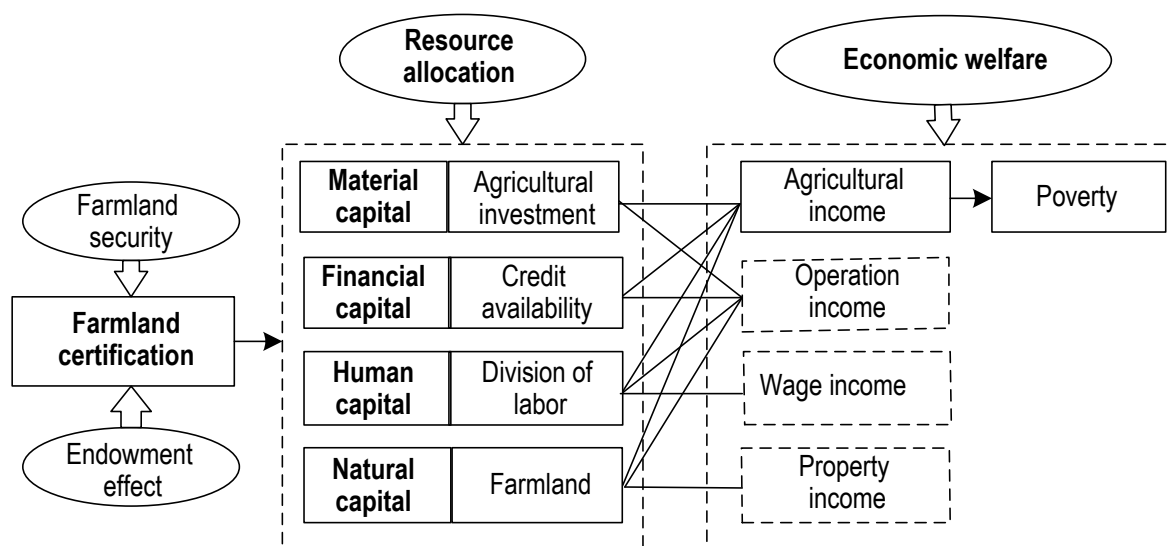 Resource
allocation
Economic welfare
Farmland
security
Farmland
certification
Endowment
effect
Material
capital
Agricultural
investment
Financial
capital
Credit
availability
Human
capital
Division of
labor
Natural
capital
Farmland
Agricultural
income
Poverty
Operation
income
Wage income
Property
income